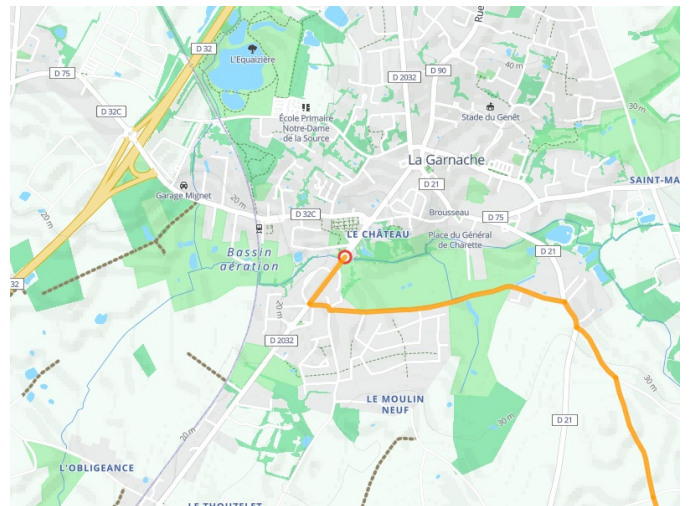 D 32
D 75
D 32C
L'Equaizière
Rue
D 90
D 2032
40 m
École Primaire
Notre-Dame
de la Source
Stade du Genêt
30 m
La Garnache
D 21
SAINT-MA
Garage Mignet
20 m
20 m
D 32C
Brousseau
D 75
LE CHÂTEAU
Place du Général
de Charette
D 21
Bassin
aération
32
20 m
D 2032
LE MOULIN
NEUF
30 m
30 m
D 21
20 m
L'OBLIGEANCE
LE THOUZELET